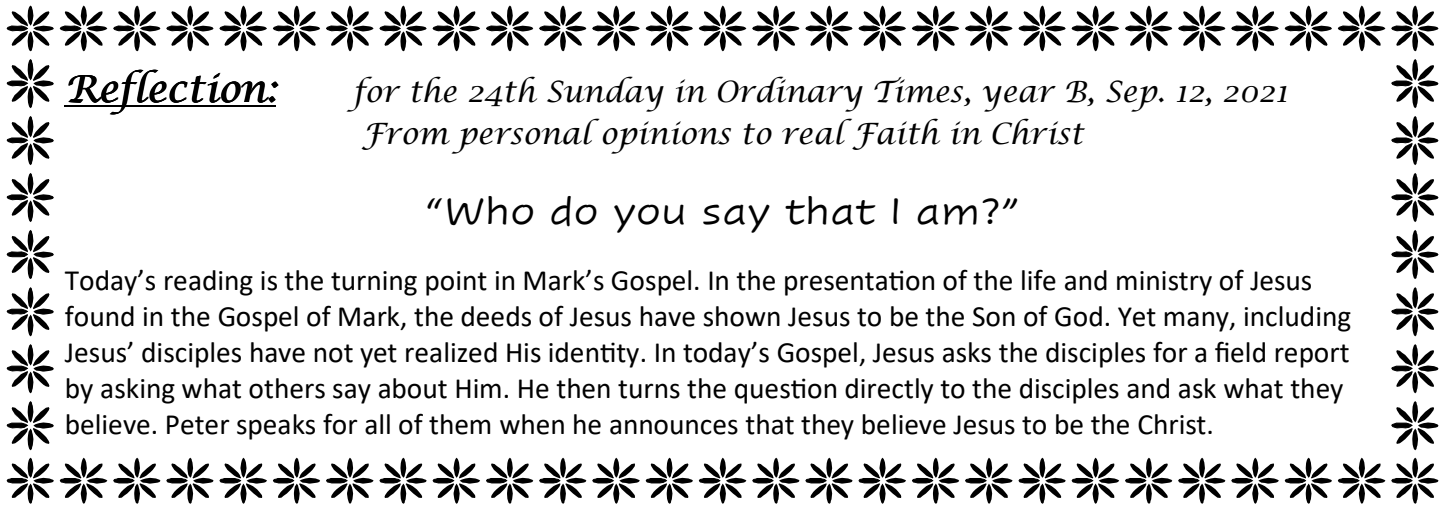 Reflection: for the 24th Sunday in Ordinary Times, year B, Sep. 12, 2021
From personal opinions to real Faith in Christ
“Who do you say that I am?”
Today’s reading is the turning point in Mark’s Gospel. In the presentation of the life and ministry of Jesus
found in the Gospel of Mark, the deeds of Jesus have shown Jesus to be the Son of God. Yet many, including
Jesus’ disciples have not yet realized His identity. In today’s Gospel, Jesus asks the disciples for a field report
by asking what others say about Him. He then turns the question directly to the disciples and ask what they
believe. Peter speaks for all of them when he announces that they believe Jesus to be the Christ.